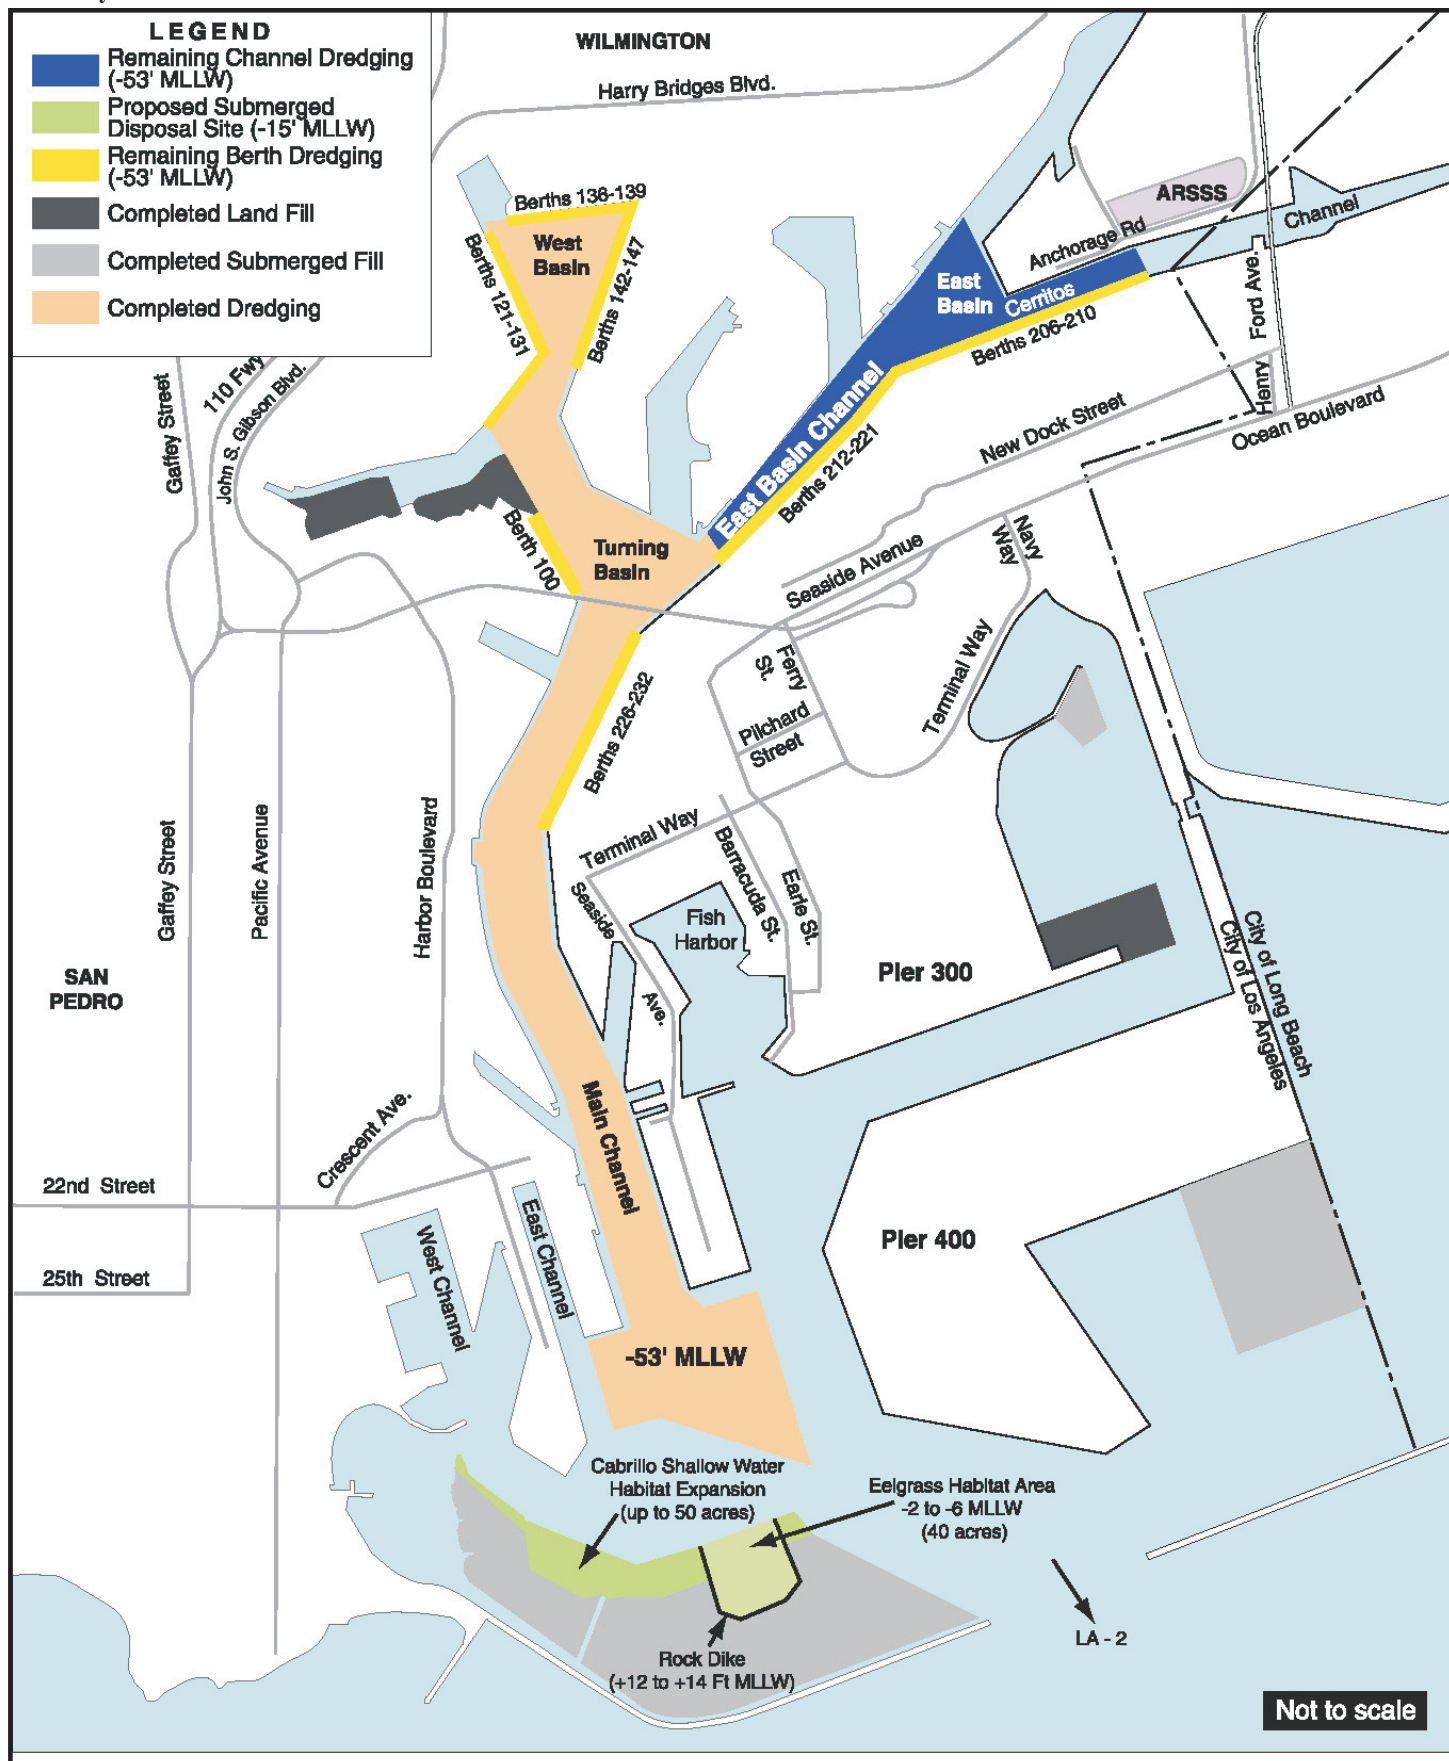 LEGEND
Remaining Channel Dredging
(-53' MLLW)
Proposed Submerged
Disposal Site (-15' MLLW)
Remaining Berth Dredging
(-53' MLLW)
Completed Land Fill
Completed Submerged Fill
Completed Dredging
WILMINGTON
Harry Bridges Blvd.
ARSSS
Anchorage Rd
Channel
Berths 136-139
West
Basin
Berths 121-131
Berths 142-147
East
Basin
Cerritos
Berths 206-210
Ford Ave.
Henry
New Dock Street
Ocean Boulevard
110 Fwy
John S. Gibson Blvd.
Gaffey Street
East Basin Channel
Berths 212-221
Berth 100
Turning
Basin
Seaside Avenue
Navy
Way
Ferry
St.
Terminal Way
Pilchard
Street
Berths 226-232
Terminal Way
Barracuda St.
Earle St.
Seaside
Ave.
Fish
Harbor
Gaffey Street
Pacific Avenue
Harbor Boulevard
SAN
PEDRO
Pier 300
City of Long Beach
City of Los Angeles
Main Channel
Crescent Ave.
22nd Street
25th Street
West Channel
East Channel
Pier 400
-53' MLLW
Cabrillo Shallow Water
Habitat Expansion
(up to 50 acres)
Eelgrass Habitat Area
-2 to -6 MLLW
(40 acres)
LA - 2
Rock Dike
(+12 to +14 Ft MLLW)
Not to scale